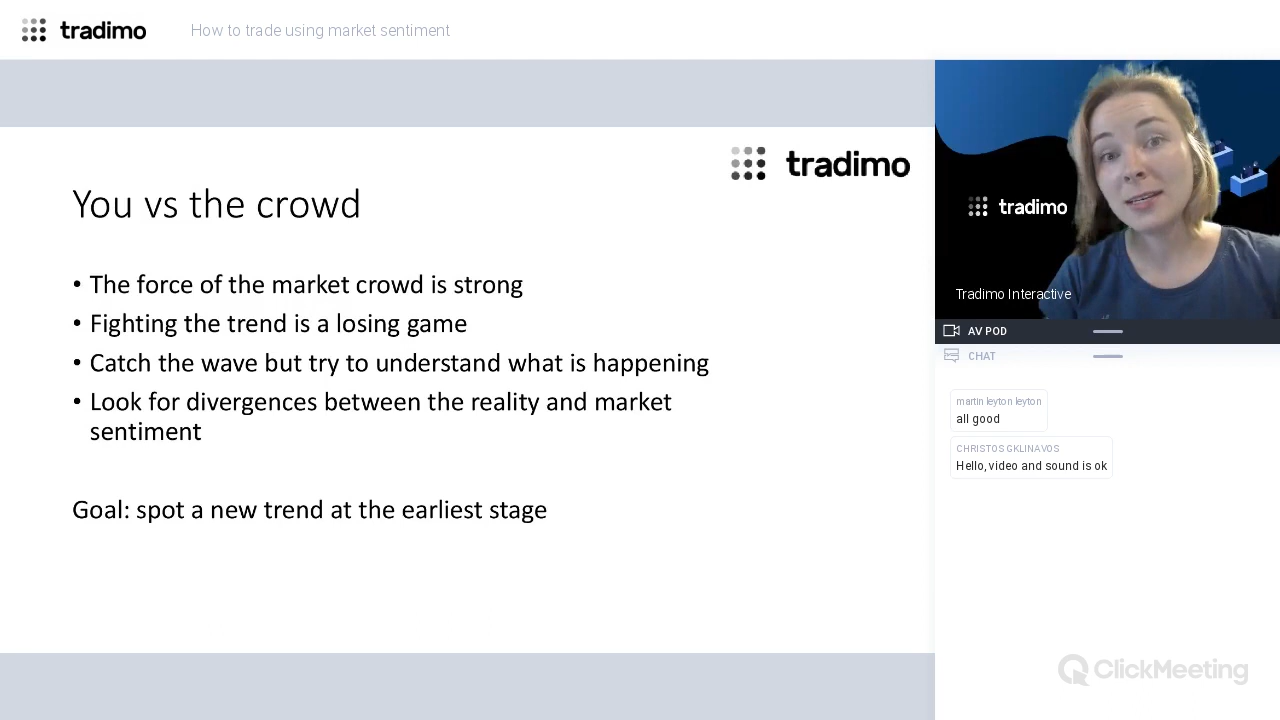 tradimo
How to trade using market sentiment
tradimo
You vs the crowd
• The force of the market crowd is strong
• Fighting the trend is a losing game
• Catch the wave but try to understand what is happening
• Look for divergences between the reality and market
sentiment
Goal: spot a new trend at the earliest stage
tradimo
Tradimo Interactive
AV POD
CHAT
martin leyton leyton
all good
CHRISTOS GKLINAVOS
Hello, video and sound is ok
ClickMeeting